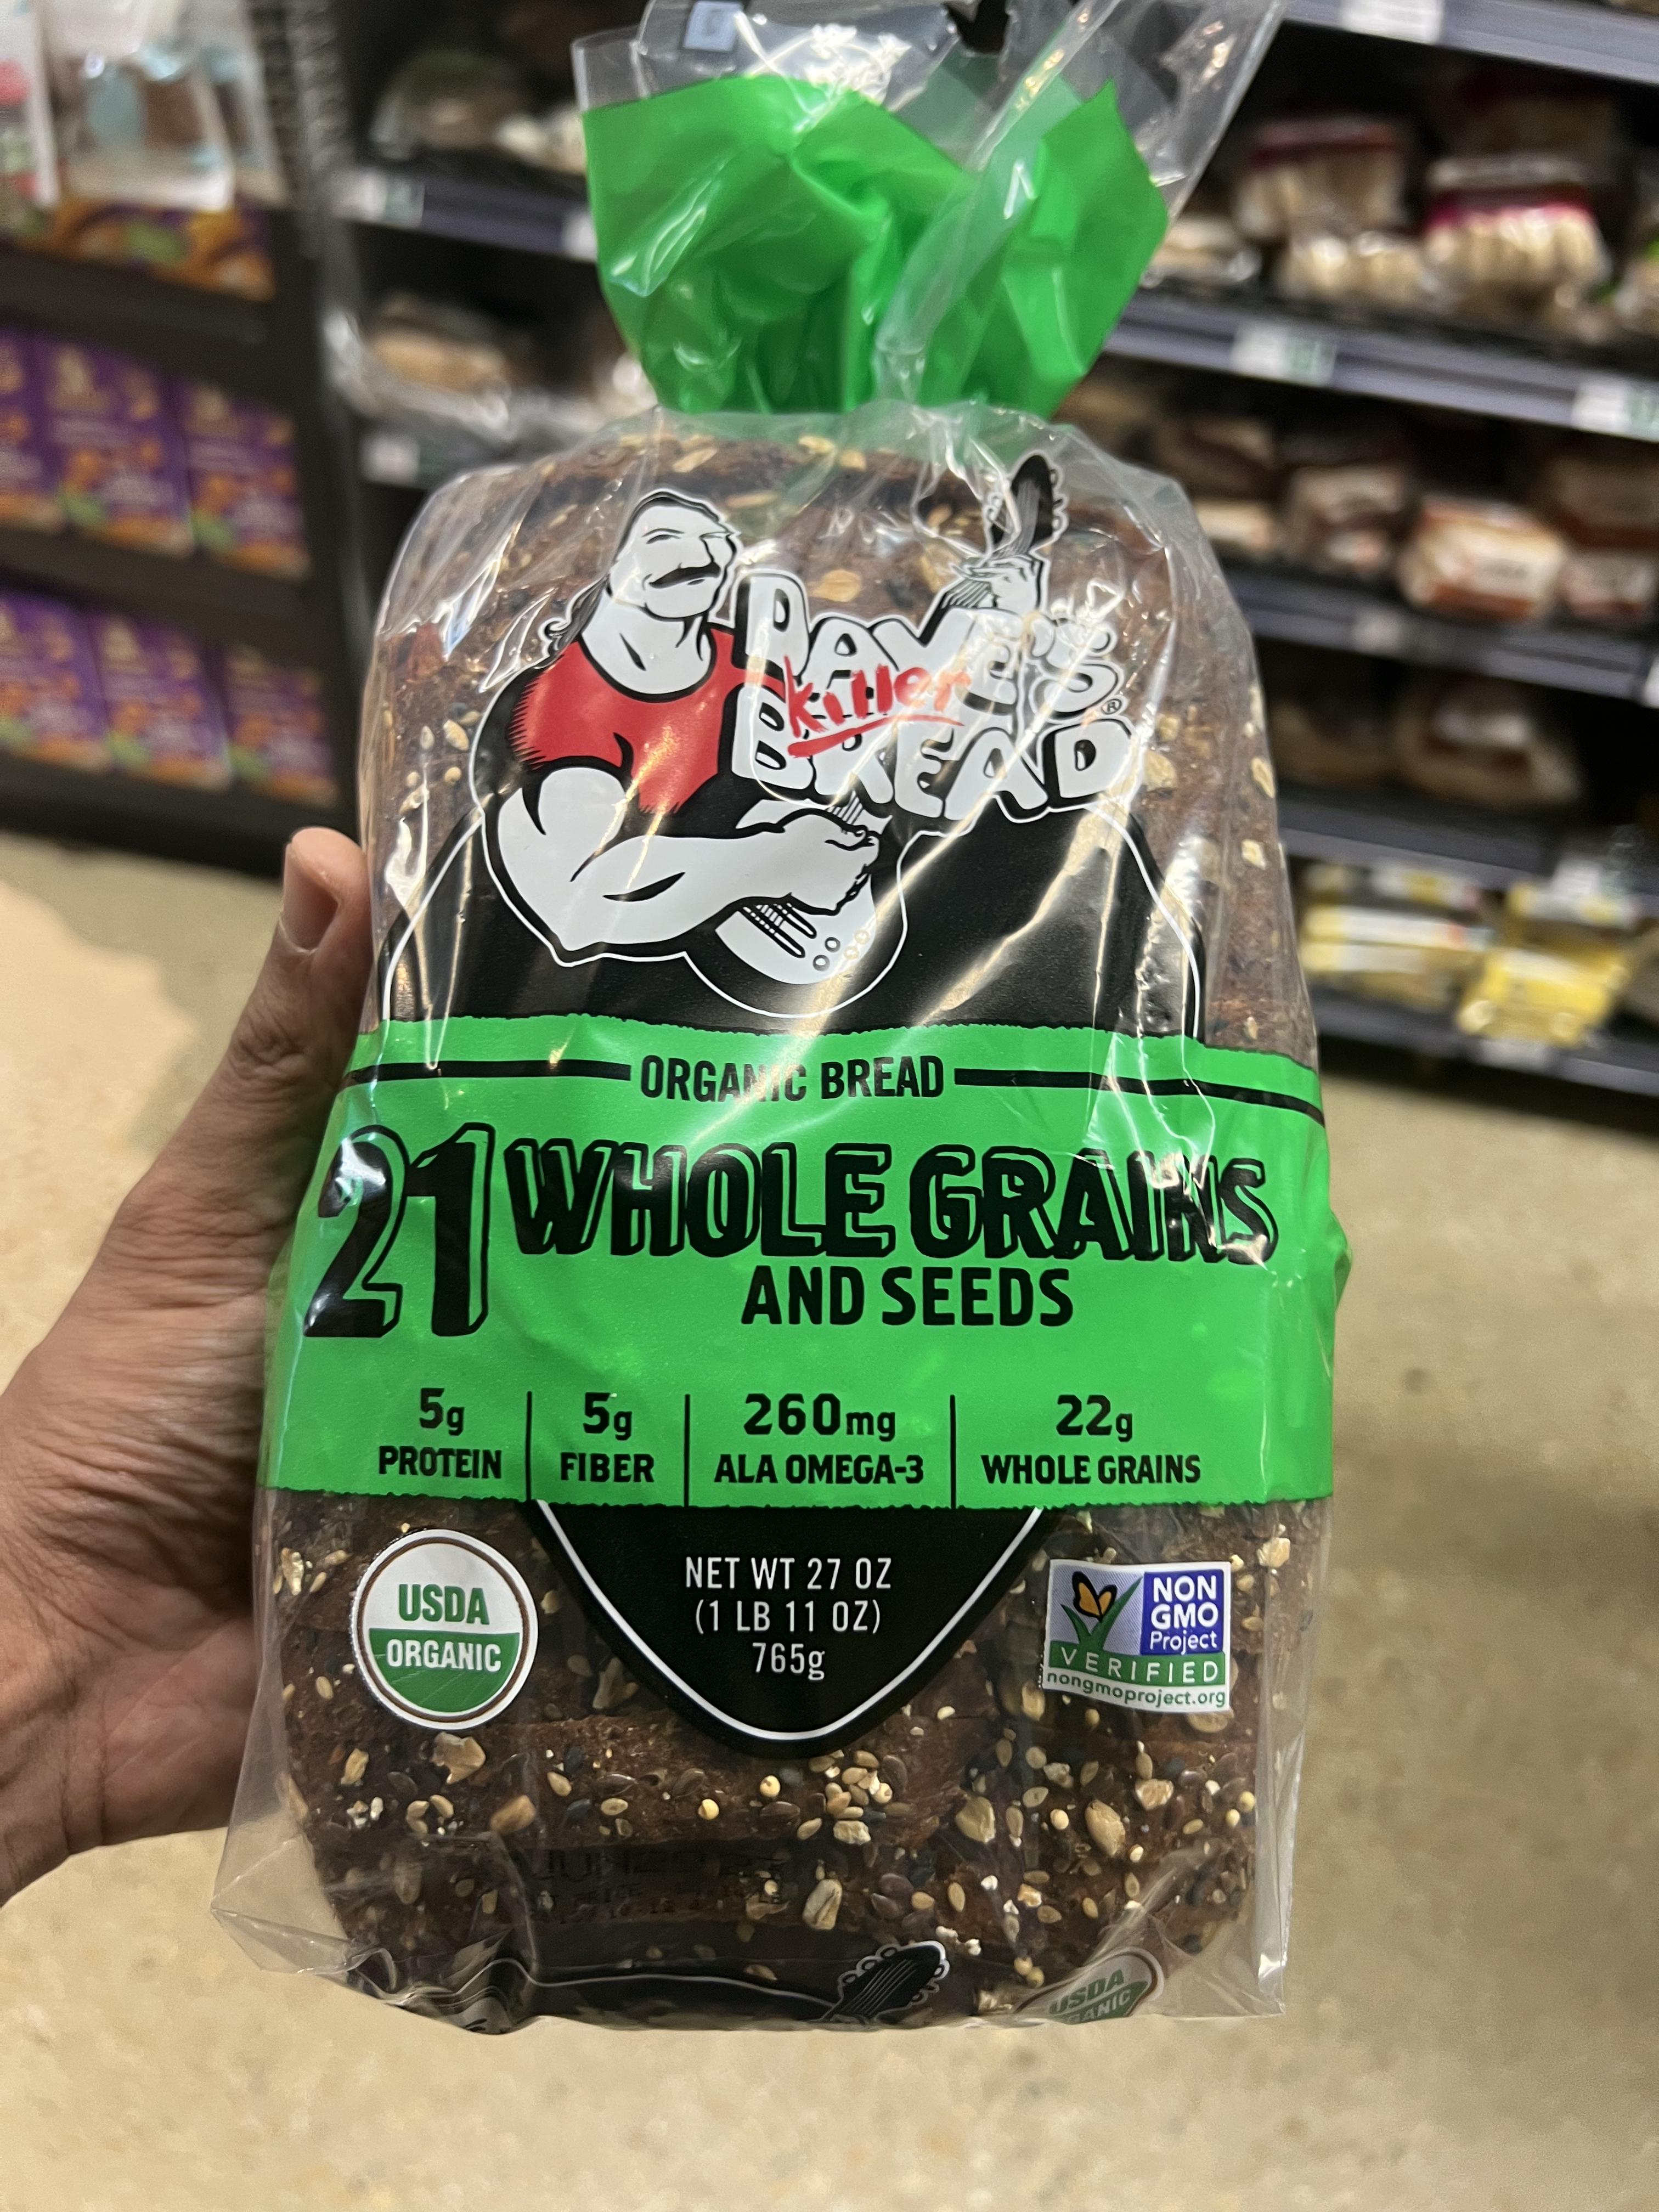 DAVE'S
killer
BREAD®
ORGANIC BREAD
21 WHOLE GRAINS
AND SEEDS
5g
PROTEIN
5g
FIBER
260mg
ALA OMEGA-3
22g
WHOLE GRAINS
USDA
ORGANIC
NET WT 27 OZ
(1 LB 11 OZ)
765g
NON
GMO
Project
VERIFIED
nongmoproject.org
USDA